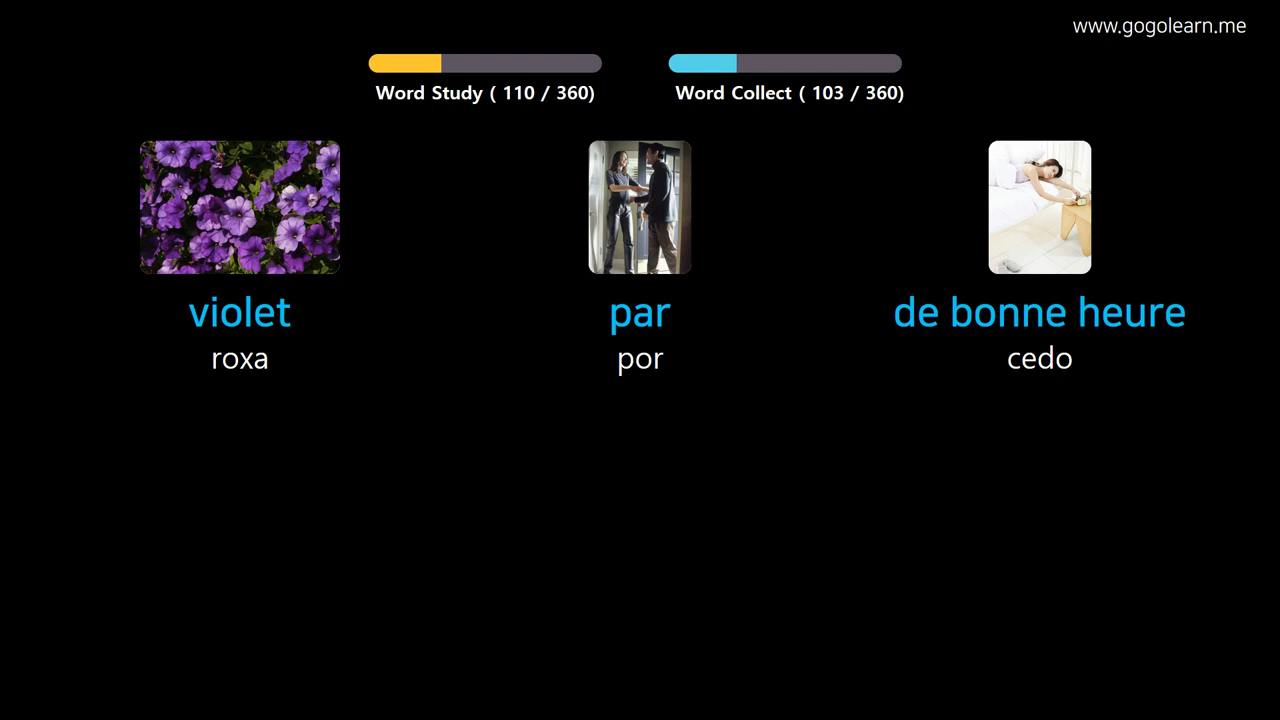 www.gogolearn.me
Word Study ( 110 / 360)
Word Collect ( 103 / 360)
violet
par
de bonne heure
roxa
por
cedo